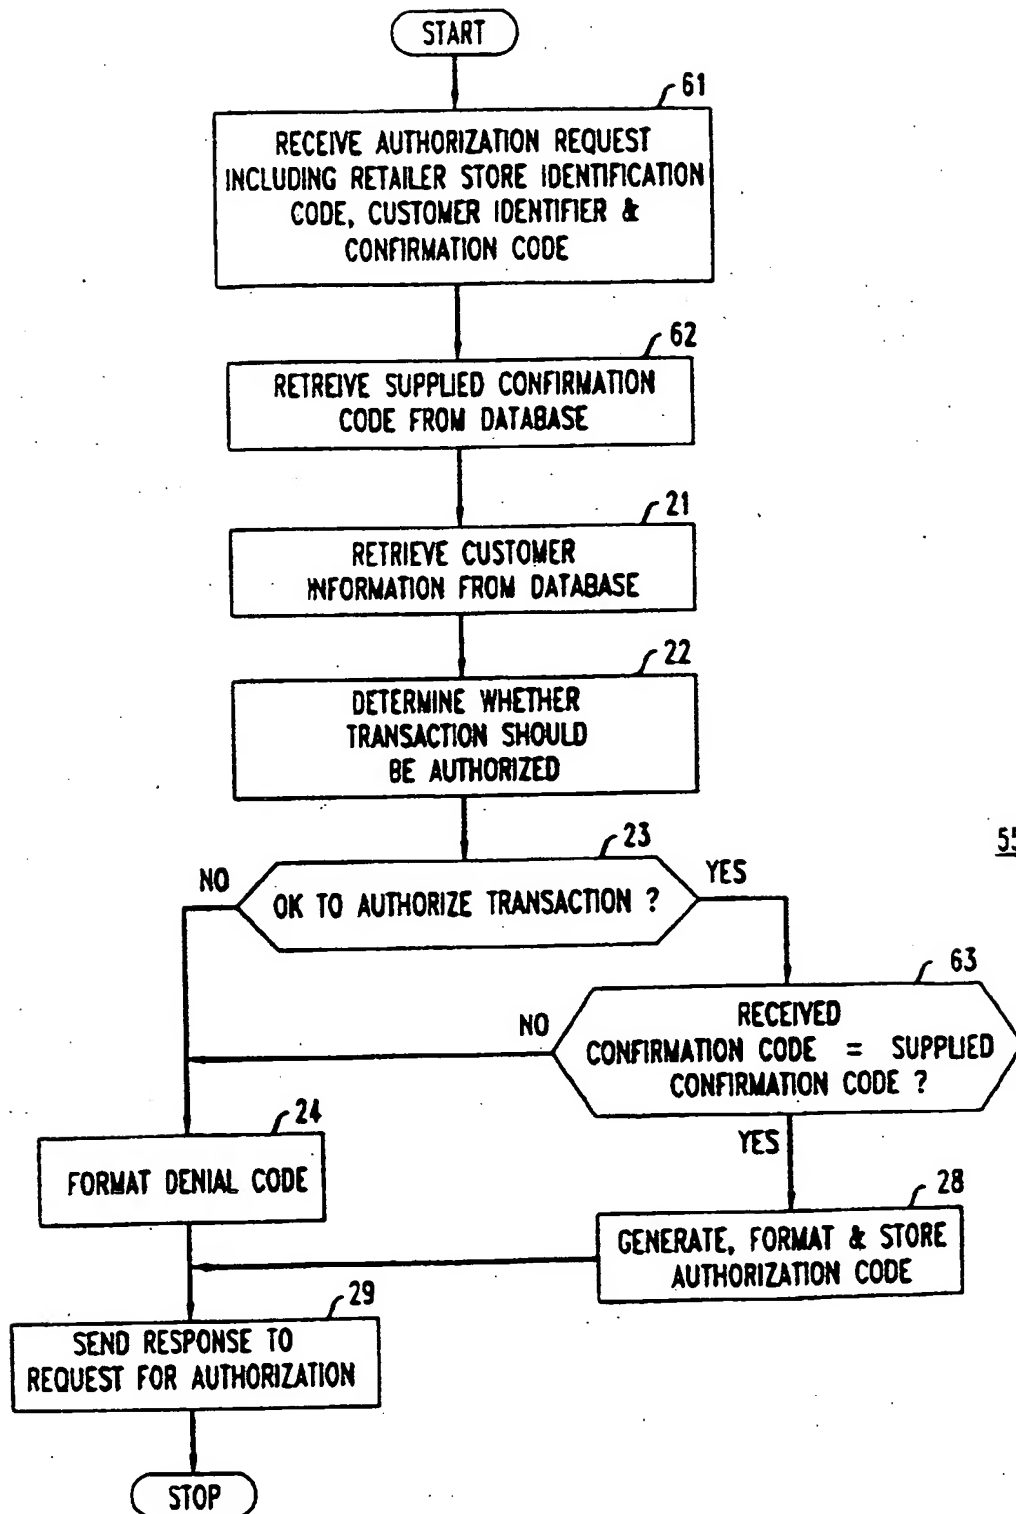 START
61
RECEIVE AUTHORIZATION REQUEST
INCLUDING RETAILER STORE IDENTIFICATION
CODE, CUSTOMER IDENTIFIER &
CONFIRMATION CODE
62
RETREIVE SUPPLIED CONFIRMATION
CODE FROM DATABASE
21
RETRIEVE CUSTOMER
INFORMATION FROM DATABASE
22
DETERMINE WHETHER
TRANSACTION SHOULD
BE AUTHORIZED
23
55
NO
OK TO AUTHORIZE TRANSACTION ?
YES
63
NO
RECEIVED
CONFIRMATION CODE = SUPPLIED
CONFIRMATION CODE ?
YES
24
FORMAT DENIAL CODE
28
GENERATE, FORMAT & STORE
AUTHORIZATION CODE
29
SEND RESPONSE TO
REQUEST FOR AUTHORIZATION
STOP